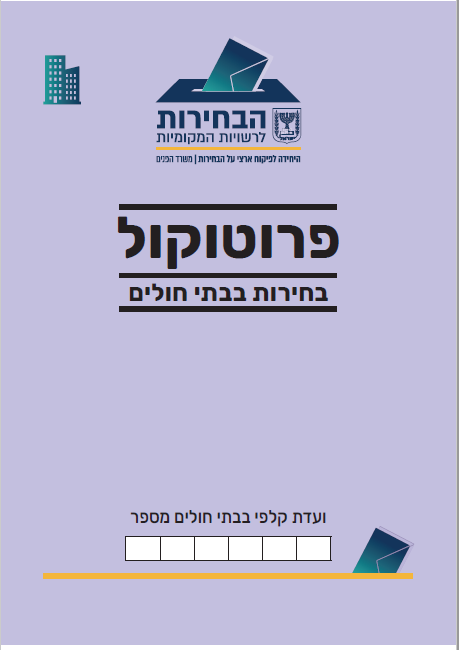 הבחירות
לרשויות המקומיות
היחידה לפיקוח ארצי על הבחירות | משרד הפנים
פרוטוקול
בחירות בבתי חולים
ועדת קלפי בבתי חולים מספר